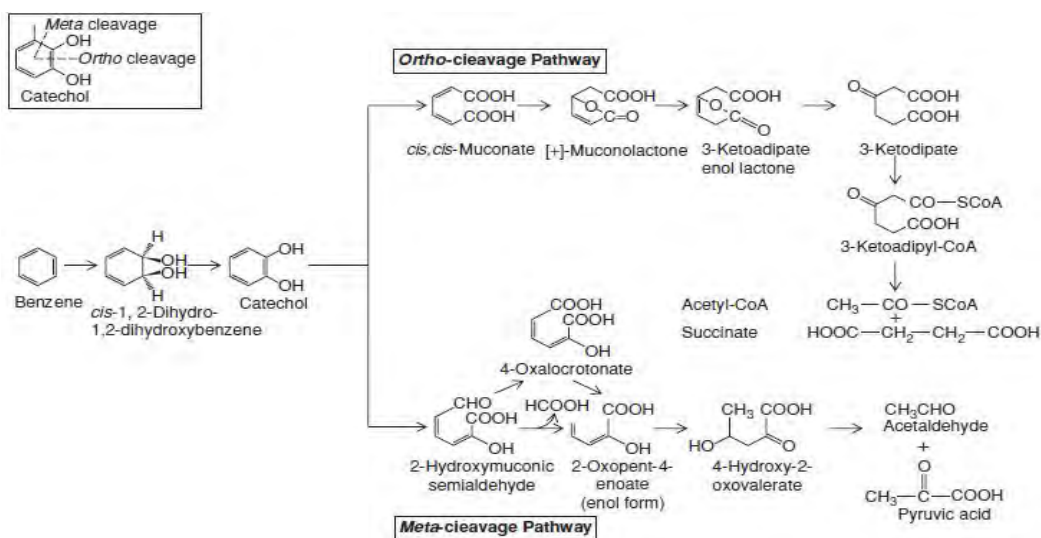 Meta cleavage
OH
Ortho cleavage
OH
Catechol
Ortho-cleavage Pathway
COOH
COOH
cis,cis-Muconate
COOH
O
C=O
[+]-Muconolactone
COOH
O
C
O
3-Ketoadipate
enol lactone
O
COOH
COOH
3-Ketodipate
O
CO—SCoA
COOH
3-Ketoadipyl-CoA
Benzene
H
OH
OH
H
cis-1, 2-Dihydro-
1,2-dihydroxybenzene
OH
OH
Catechol
Acetyl-CoA
CH3—CO—SCoA
+
Succinate
HOOC—CH2—CH2—COOH
COOH
COOH
OH
4-Oxalocrotonate
CHO
COOH
OH
2-Hydroxymuconic
semialdehyde
HCOOH
COOH
OH
2-Oxopent-4-
enoate
(enol form)
CH3
COOH
HO
O
4-Hydroxy-2-
oxovalerate
CH3CHO
Acetaldehyde
+
O
CH3—C—COOH
Pyruvic acid
Meta-cleavage Pathway